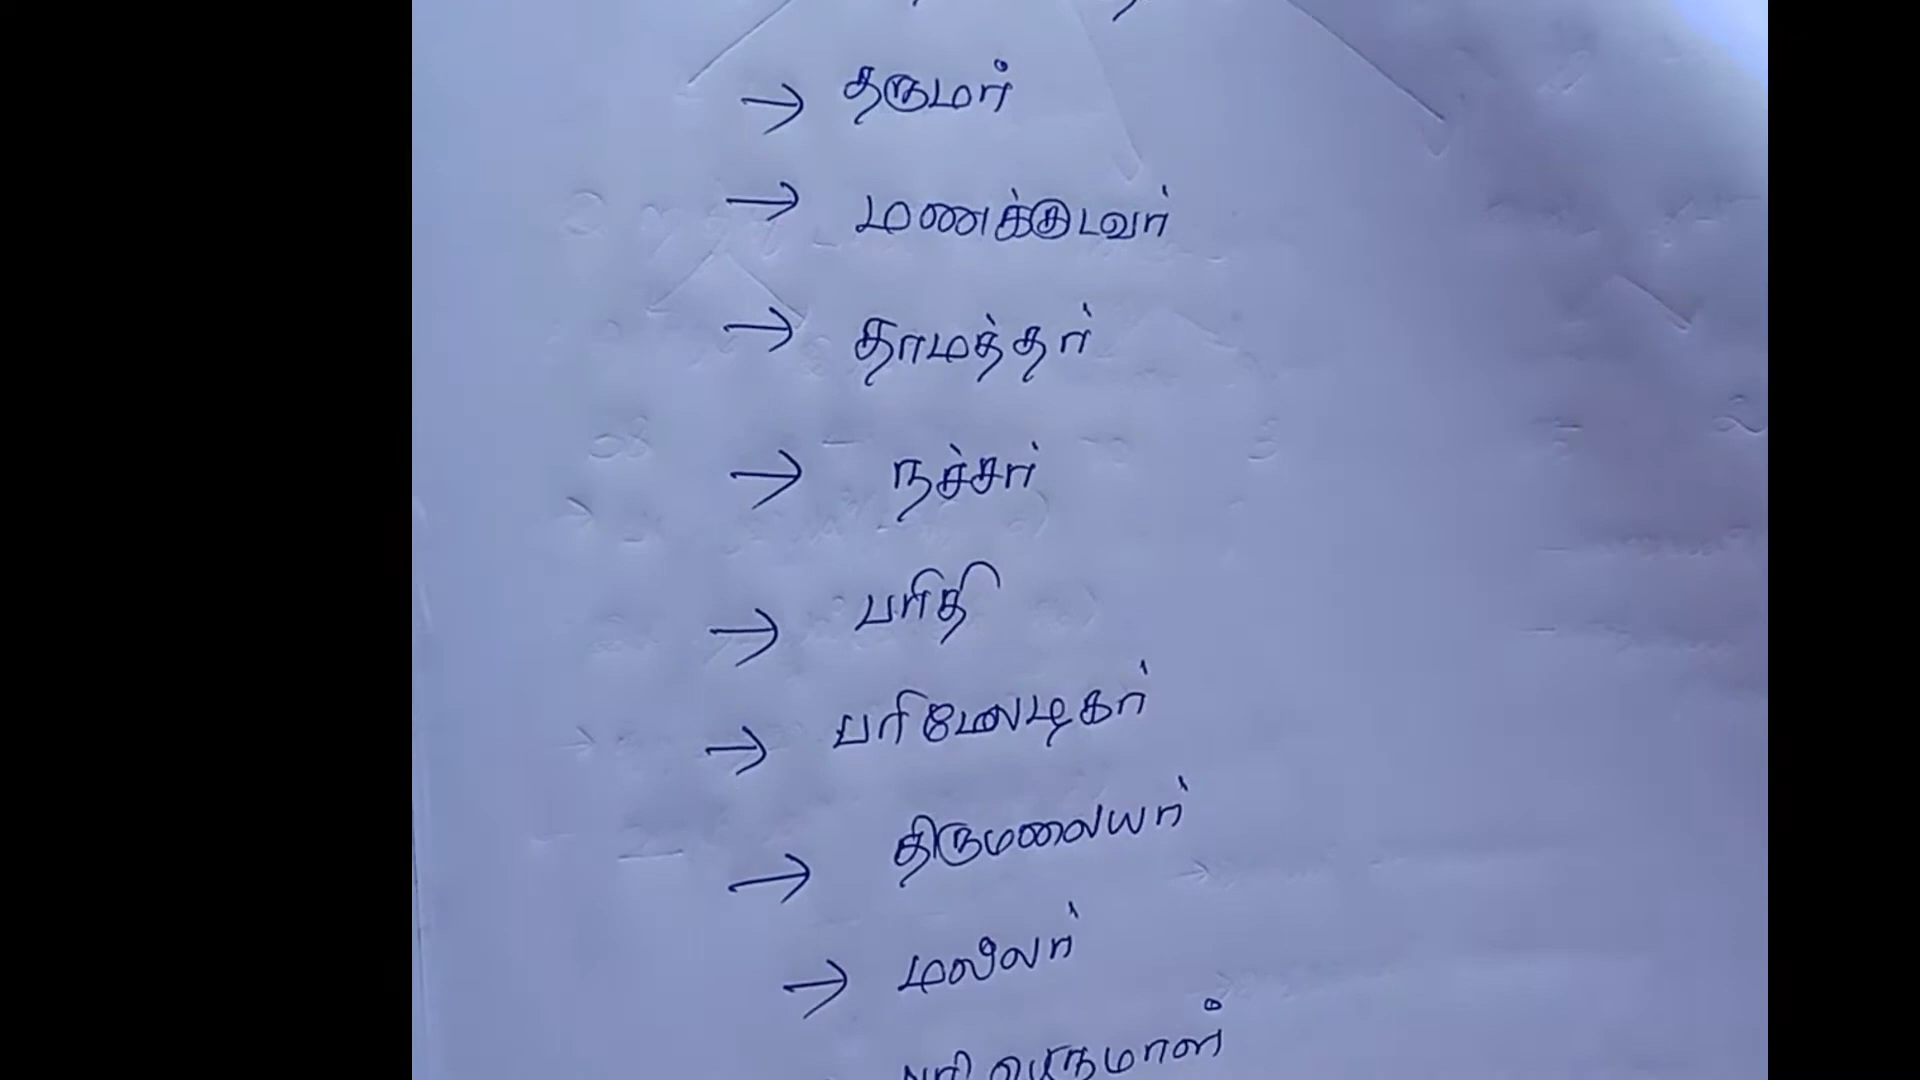 → தருமர்
→ மணக்குடவர்
→ தாமத்தர்
→ நச்சர்
→ பரிதி
→ பரிமேலழகர்
→ திருமலையர்
→ மல்லர்